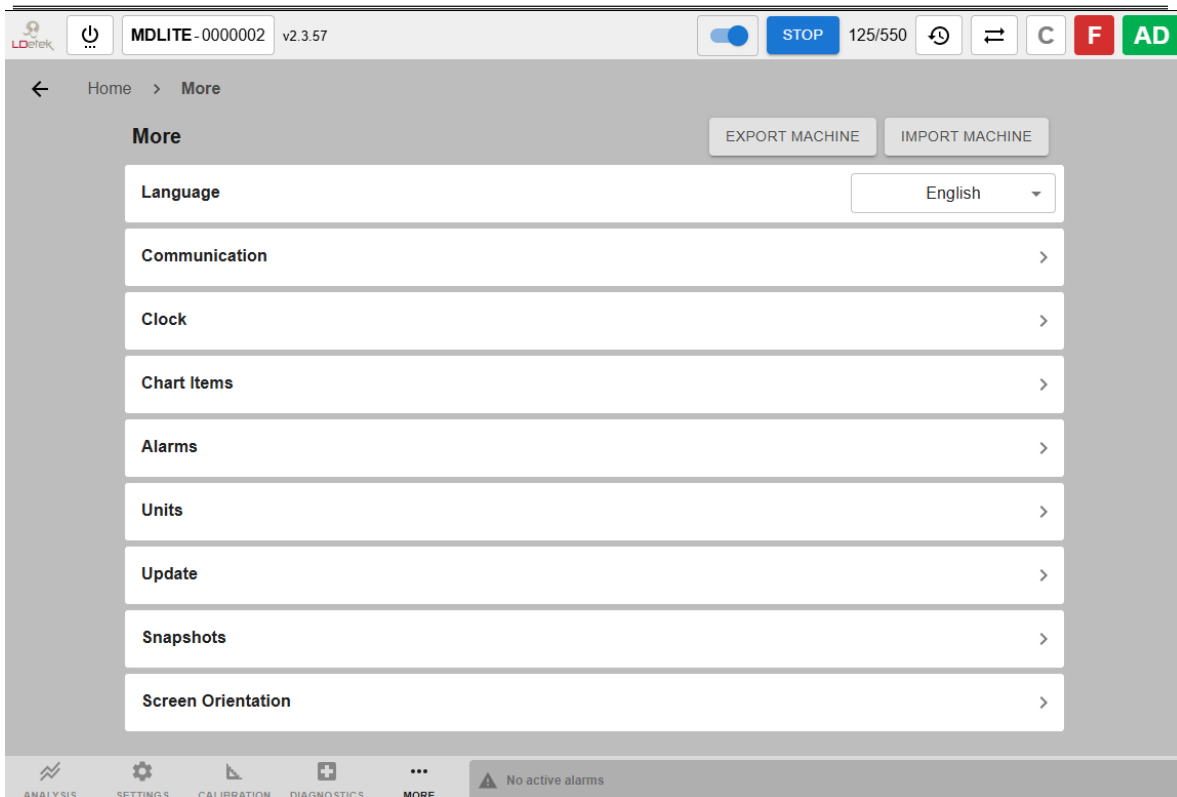 LDetek MDLITE-0000002 v2.3.57 STOP 125/550 C F AD
Home > More
More EXPORT MACHINE IMPORT MACHINE
Language English
Communication
Clock
Chart Items
Alarms
Units
Update
Snapshots
Screen Orientation
No active alarms
ANALYSIS SETTINGS CALIBRATION DIAGNOSTICS MORE